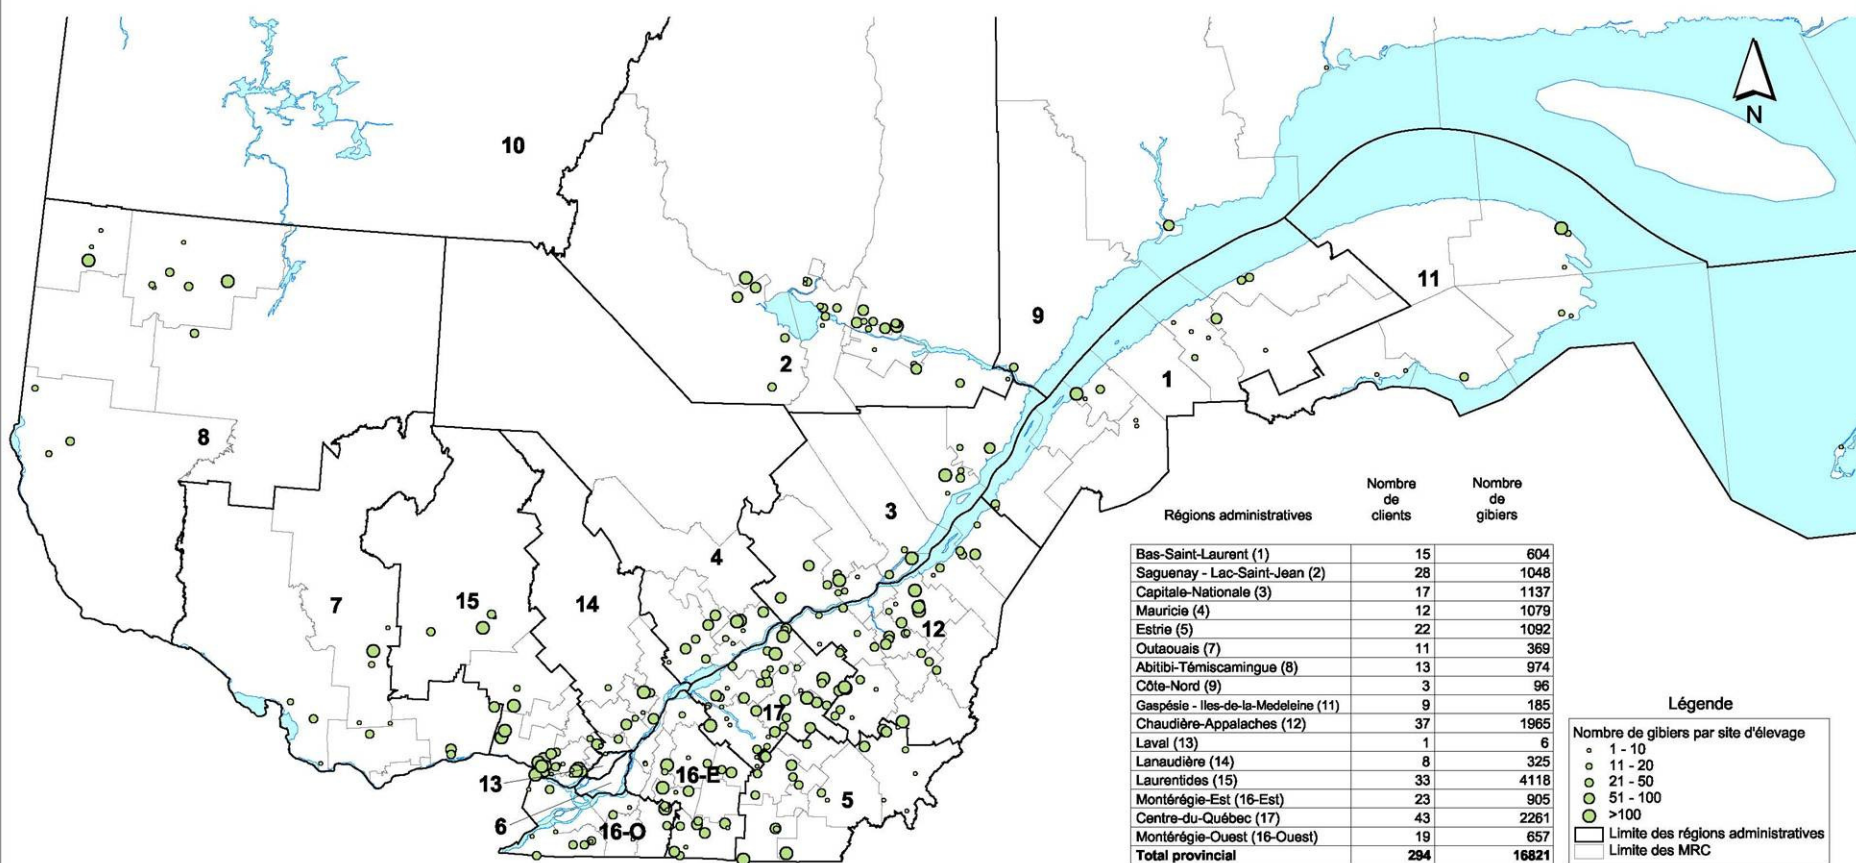 10
N
11
9
2
1
8
3
4
7
15
14
12
17
13
16-E
5
6
16-O
Régions administratives Nombre de clients Nombre de gibiers
Bas-Saint-Laurent (1) 15 604
Saguenay - Lac-Saint-Jean (2) 28 1048
Capitale-Nationale (3) 17 1137
Mauricie (4) 12 1079
Estrie (5) 22 1092
Outaouais (7) 11 369
Abitibi-Témiscamingue (8) 13 974
Côte-Nord (9) 3 96
Gaspésie - Iles-de-la-Medeleine (11) 9 185
Chaudière-Appalaches (12) 37 1965
Laval (13) 1 6
Lanaudière (14) 8 325
Laurentides (15) 33 4118
Montérégie-Est (16-Est) 23 905
Centre-du-Québec (17) 43 2261
Montérégie-Ouest (16-Ouest) 19 657
Total provincial 294 16821
Légende
Nombre de gibiers par site d'élevage
1 - 10
11 - 20
21 - 50
51 - 100
>100
Limite des régions administratives
Limite des MRC